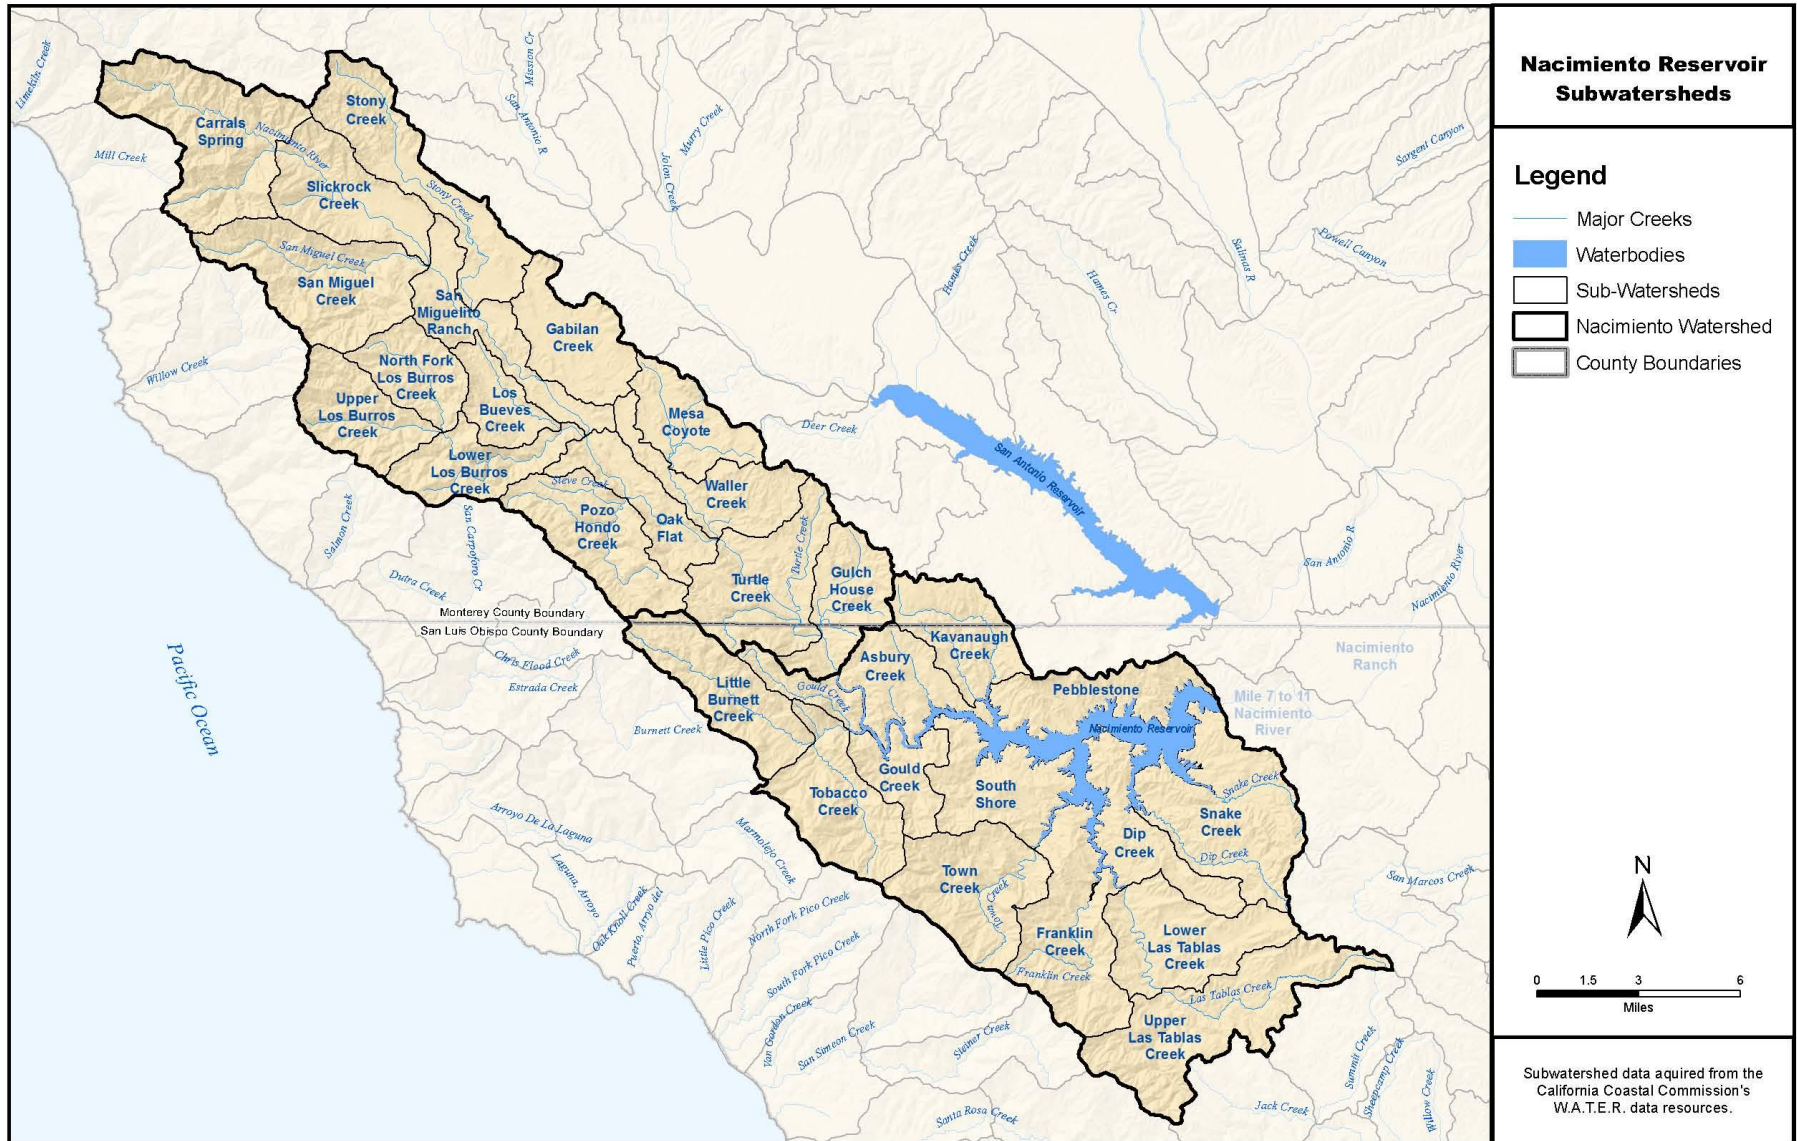 Nacimiento Reservoir
Subwatersheds
Legend
Major Creeks
Waterbodies
Sub-Watersheds
Nacimiento Watershed
County Boundaries
N
0 1.5 3 6
Miles
Subwatershed data aquired from the
California Coastal Commission's
W.A.T.E.R. data resources.
Limekiln Creek
Mission Cr
San Antonio R
Murry Creek
Jolon Creek
Sargent Canyon
Powell Canyon
Salinas R
Hames Creek
Hames Cr
Mill Creek
Carrals
Spring
Nacimiento River
Stony
Creek
Slickrock
Creek
Stony Creek
San Miguel Creek
San Miguel
Creek
San
Miguelito
Ranch
Gabilan
Creek
Willow Creek
North Fork
Los Burros
Creek
Upper
Los Burros
Creek
Los
Bueves
Creek
Mesa
Coyote
Deer Creek
San Antonio Reservoir
Lower
Los Burros
Creek
Steve Creek
Waller
Creek
Pozo
Hondo
Creek
Oak
Flat
Turtle Creek
Turtle
Creek
Gulch
House
Creek
Salmon Creek
San Carpoforo Cr
Dutra Creek
San Antonio R
Nacimiento River
Monterey County Boundary
San Luis Obispo County Boundary
Chris Flood Creek
Estrada Creek
Burnett Creek
Pacific Ocean
Kavanaugh
Creek
Asbury
Creek
Nacimiento
Ranch
Little
Burnett
Creek
Gould Creek
Pebblestone
Mile 7 to 11
Nacimiento
River
Nacimiento Reservoir
Gould
Creek
South
Shore
Tobacco
Creek
Snake Creek
Snake
Creek
Dip
Creek
Dip Creek
Arroyo De La Laguna
Marmolejo Creek
Laguna, Arroyo
Oak Knoll Creek
Puerto, Arryo del
Little Pico Creek
North Fork Pico Creek
South Fork Pico Creek
Town
Creek
Town Creek
San Marcos Creek
Franklin
Creek
Franklin Creek
Lower
Las Tablas
Creek
Las Tablas Creek
Upper
Las Tablas
Creek
Van Gordon Creek
San Simeon Creek
Steiner Creek
Santa Rosa Creek
Jack Creek
Summit Creek
Sheepcamp Creek
Willow Creek